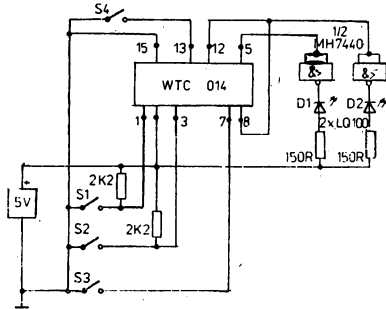 S4
1/2
MH7440
15 13 12 5
&> &>
WTC 014
D1 D2
2xLQ100
1 3 7 8
150R 150R
2K2
+
5V
S1
2K2
S2
S3